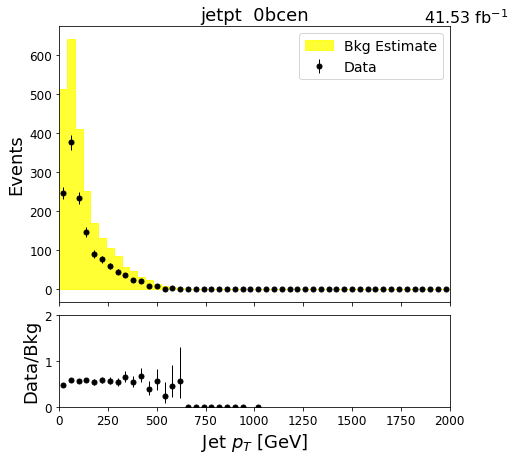 jetpt 0bcen
41.53 fb⁻¹
Bkg Estimate
Data
Events
600
500
400
300
200
100
0
Data/Bkg
2
1
0
0 250 500 750 1000 1250 1500 1750 2000
Jet p_T [GeV]